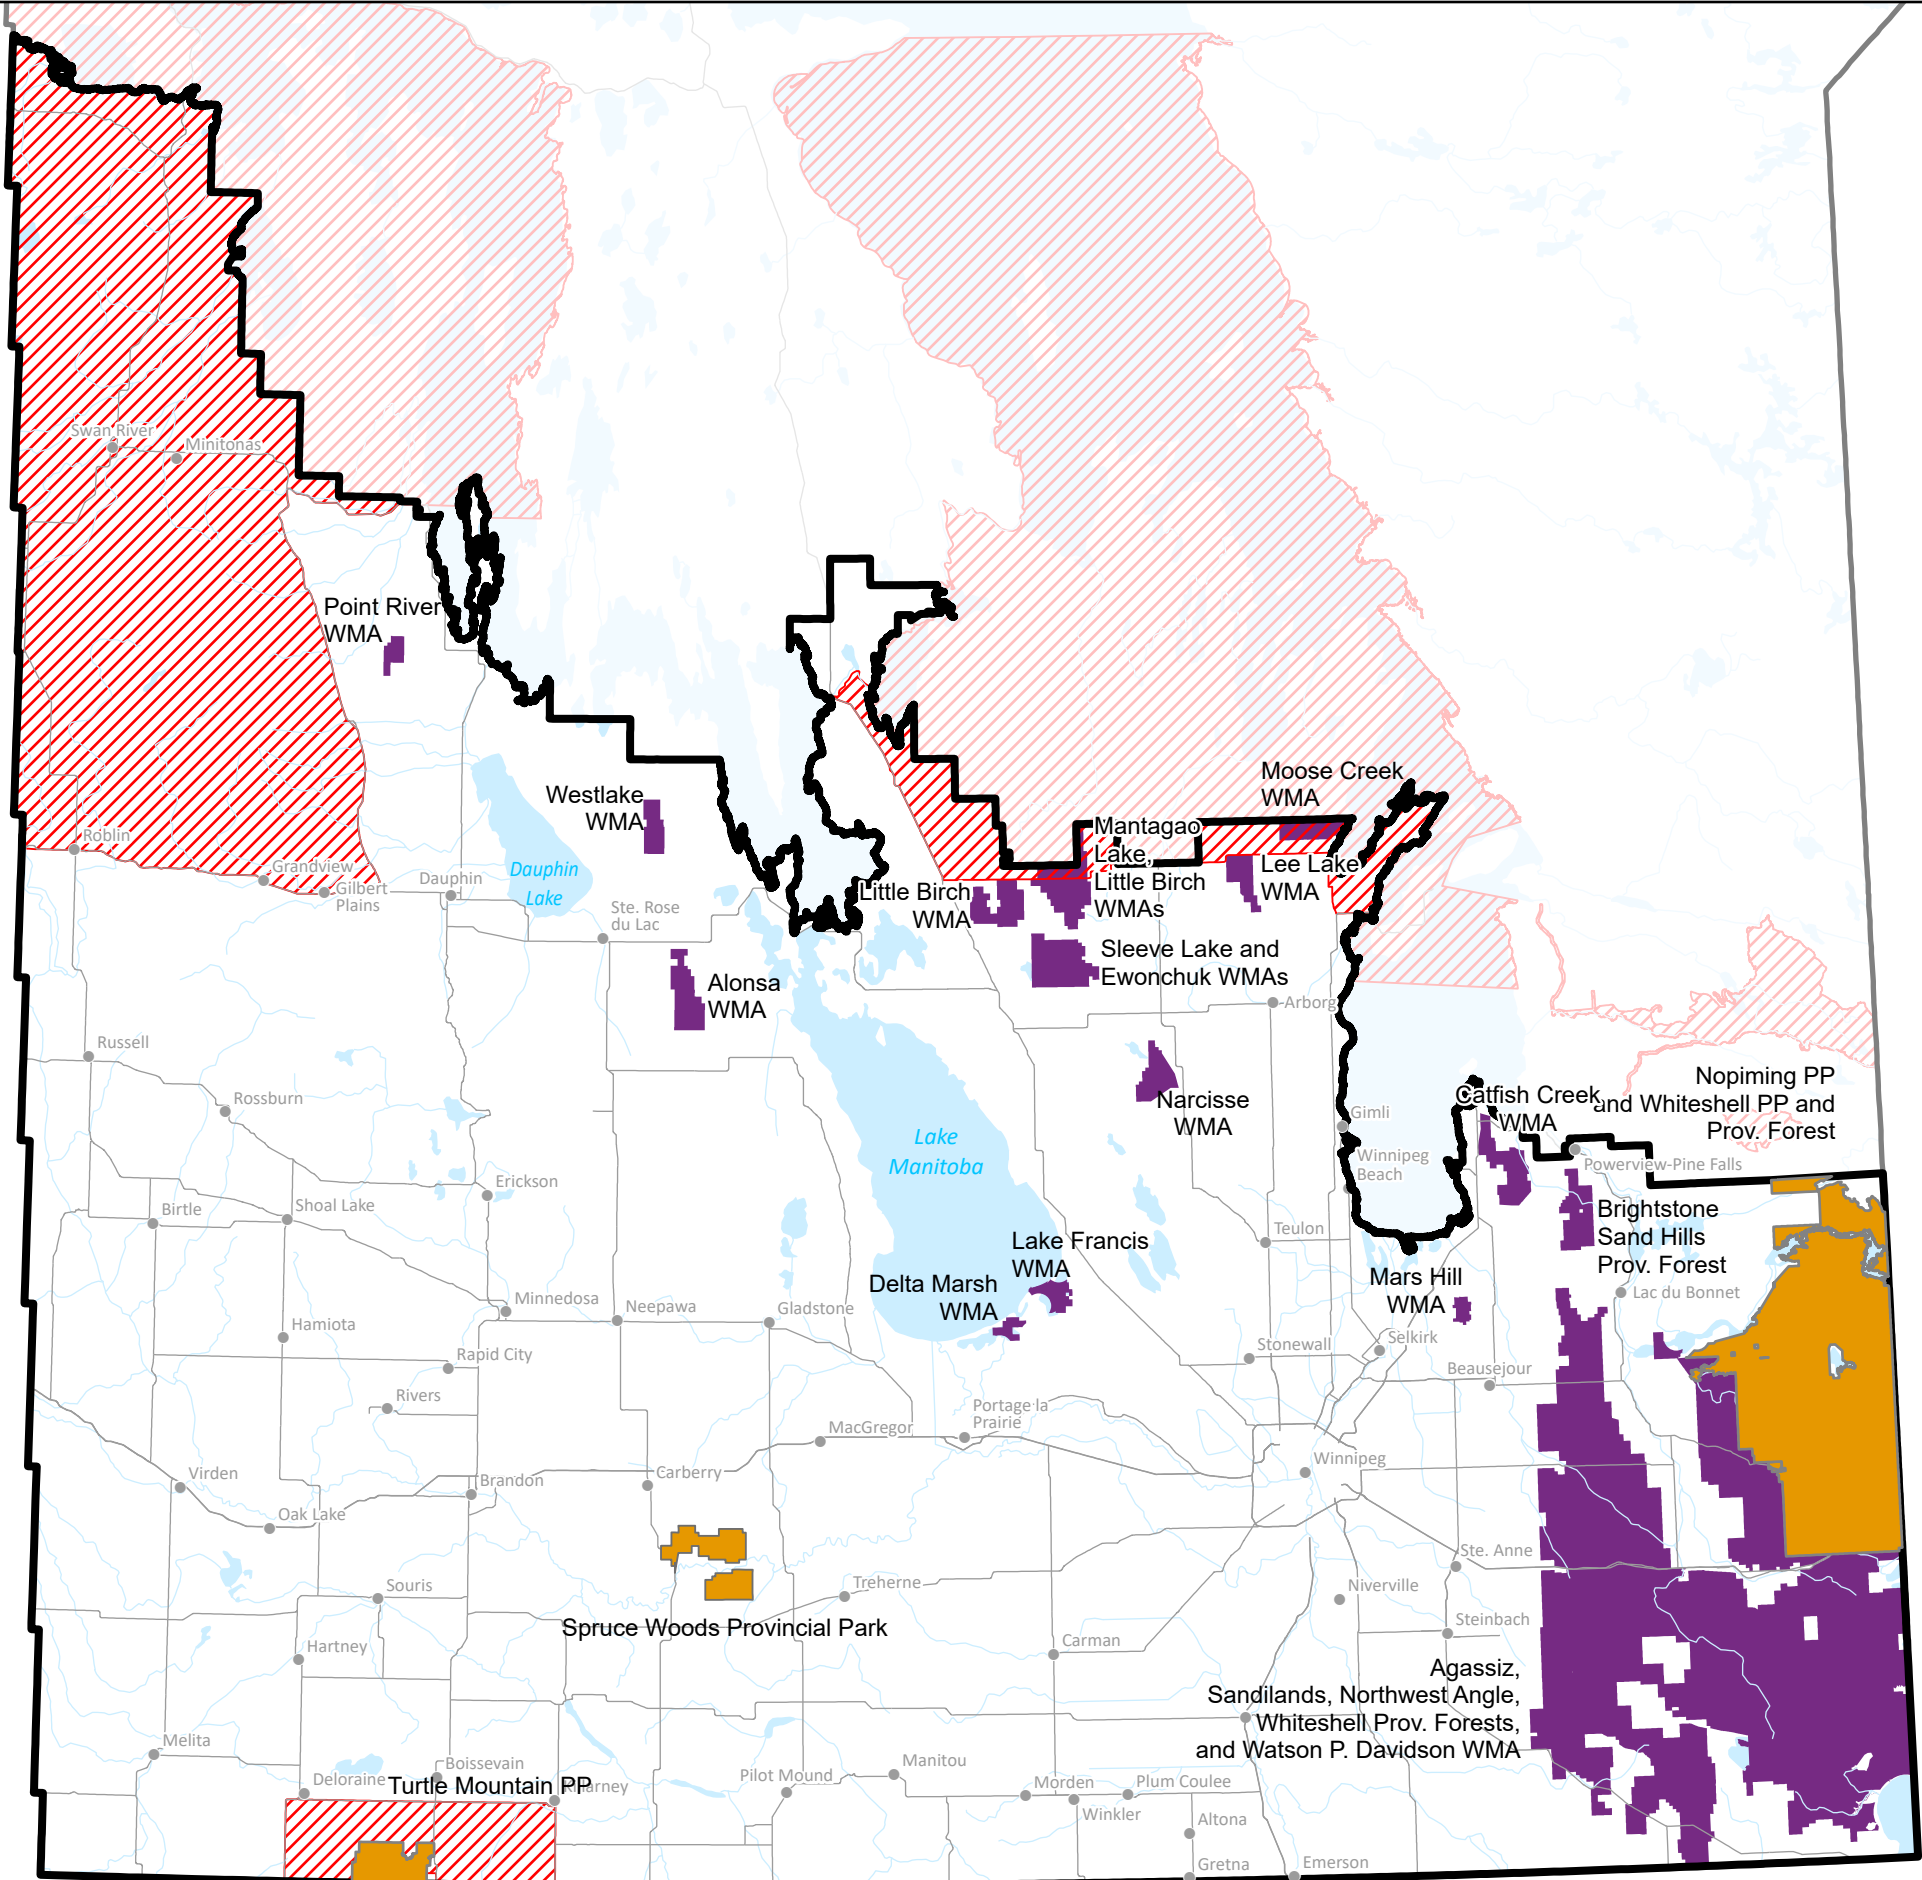 Swan River
Minitonas
Point River
WMA
Moose Creek
WMA
Westlake
WMA
Mantagao
Lake,
Little Birch
WMAs
Roblin
Grandview
Gilbert
Plains
Dauphin
Dauphin
Lake
Lee Lake
WMA
Little Birch
WMA
Ste. Rose
du Lac
Sleeve Lake and
Ewonchuk WMAs
Alonsa
WMA
Arborg
Russell
Rossburn
Narcisse
WMA
Gimli
Catfish Creek
WMA
Nopiming PP
and Whiteshell PP and
Prov. Forest
Lake
Manitoba
Winnipeg
Beach
Powerview-Pine Falls
Erickson
Birtle
Shoal Lake
Brightstone
Sand Hills
Prov. Forest
Teulon
Lake Francis
WMA
Delta Marsh
WMA
Mars Hill
WMA
Lac du Bonnet
Minnedosa
Neepawa
Gladstone
Hamiota
Rapid City
Stonewall
Selkirk
Beausejour
Rivers
Portage la
Prairie
MacGregor
Winnipeg
Virden
Brandon
Carberry
Oak Lake
Ste. Anne
Souris
Treherne
Niverville
Spruce Woods Provincial Park
Steinbach
Hartney
Carman
Agassiz,
Sandilands, Northwest Angle,
Whiteshell Prov. Forests,
and Watson P. Davidson WMA
Melita
Boissevain
Manitou
Deloraine
Turtle Mountain PP
Pilot Mound
Morden
Plum Coulee
Winkler
Altona
Gretna
Emerson